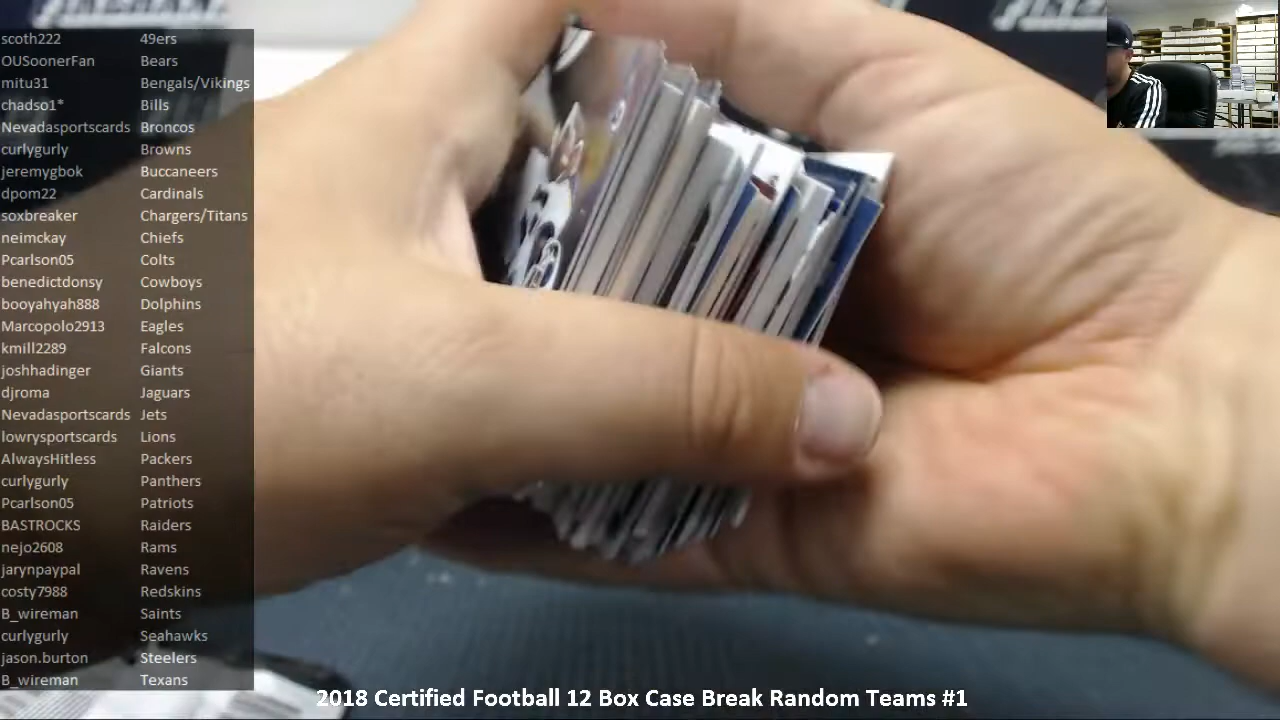 scoth222 49ers
OUSoonerFan Bears
mitu31 Bengals/Vikings
chadso1* Bills
Nevadasportscards Broncos
curlygurly Browns
jeremygbok Buccaneers
dpom22 Cardinals
soxbreaker Chargers/Titans
neimckay Chiefs
Pcarlson05 Colts
benedictdonsy Cowboys
booyahyah888 Dolphins
Marcopolo2913 Eagles
kmill2289 Falcons
joshhadinger Giants
djroma Jaguars
Nevadasportscards Jets
lowrysportscards Lions
AlwaysHitless Packers
curlygurly Panthers
Pcarlson05 Patriots
BASTROCKS Raiders
nejo2608 Rams
jarynpaypal Ravens
costy7988 Redskins
B_wireman Saints
curlygurly Seahawks
jason.burton Steelers
B_wireman Texans
2018 Certified Football 12 Box Case Break Random Teams #1